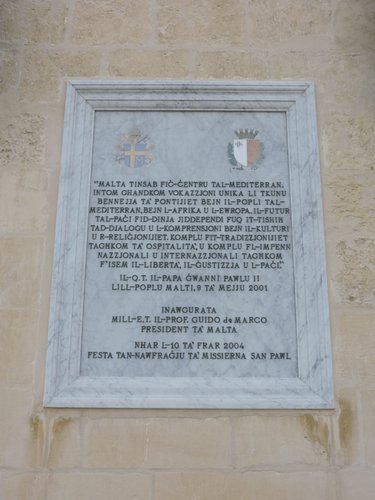 "MALTA TINSAB FIĊ-ĊENTRU TAL-MEDITERRAN,
INTOM GĦANDKOM VOKAZZJONI UNIKA LI TKUNU
BENNEJJA TA' PONTIJIET BEJN IL-POPLI TAL-
MEDITERRAN, BEJN L-AFRIKA U L-EWROPA. IL-FUTUR
TAL-PAĊI FID-DINJA JIDDEPENDI FUQ IT-TISĦIĦ
TAD-DJALOGU U L-KOMPRENSJONI BEJN IL-KULTURI
U R-RELIĠJONIJIET. KOMPLU FIT-TRADIZZJONIJIET
TAGĦKOM TA' OSPITALITA', U KOMPLU FL-IMPENN
NAZZJONALI U INTERNAZZJONALI TAGĦKOM
F'ISEM IL-LIBERTA', IL-ĠUSTIZZJA U L-PAĊI."
IL-Q.T. IL-PAPA ĠWANNI PAWLU II
LILL-POPLU MALTI, 9 TA' MEJJU 2001
INAWGURATA
MILL-E.T. IL-PROF. GUIDO de MARCO
PRESIDENT TA' MALTA
NHAR L-10 TA' FRAR 2004
FESTA TAN-NAWFRAĠJU TA' MISSIERNA SAN PAWL